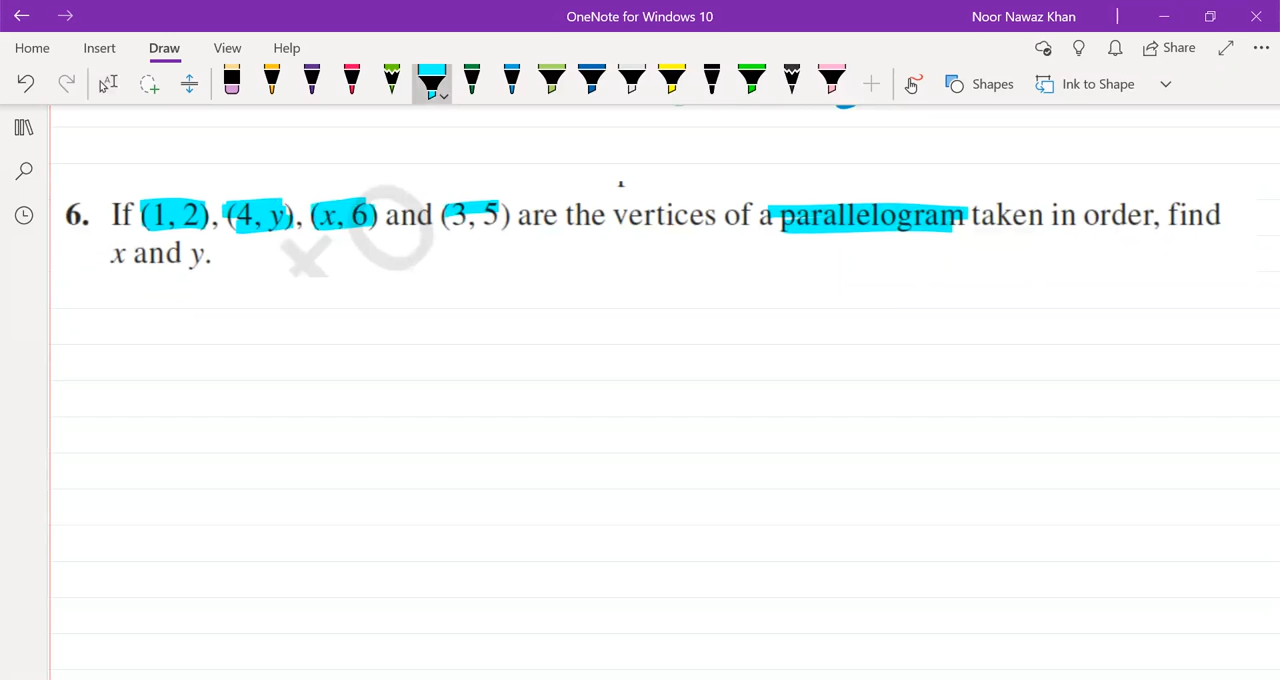 OneNote for Windows 10
Noor Nawaz Khan
Home Insert Draw View Help
Share
Shapes
Ink to Shape
6. If (1, 2), (4, y), (x, 6) and (3, 5) are the vertices of a parallelogram taken in order, find
x and y.